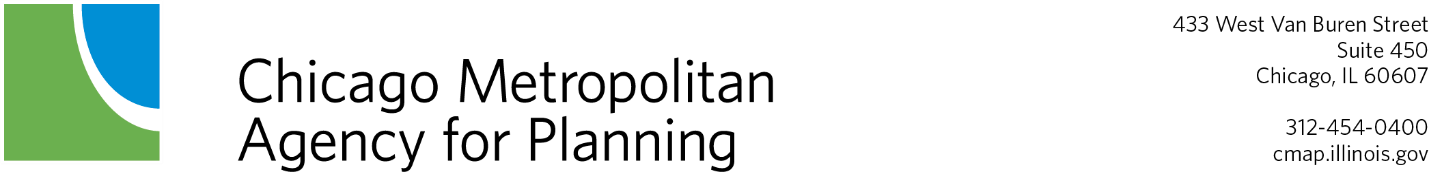 Chicago Metropolitan
Agency for Planning
433 West Van Buren Street
Suite 450
Chicago, IL 60607
312-454-0400
cmap.illinois.gov